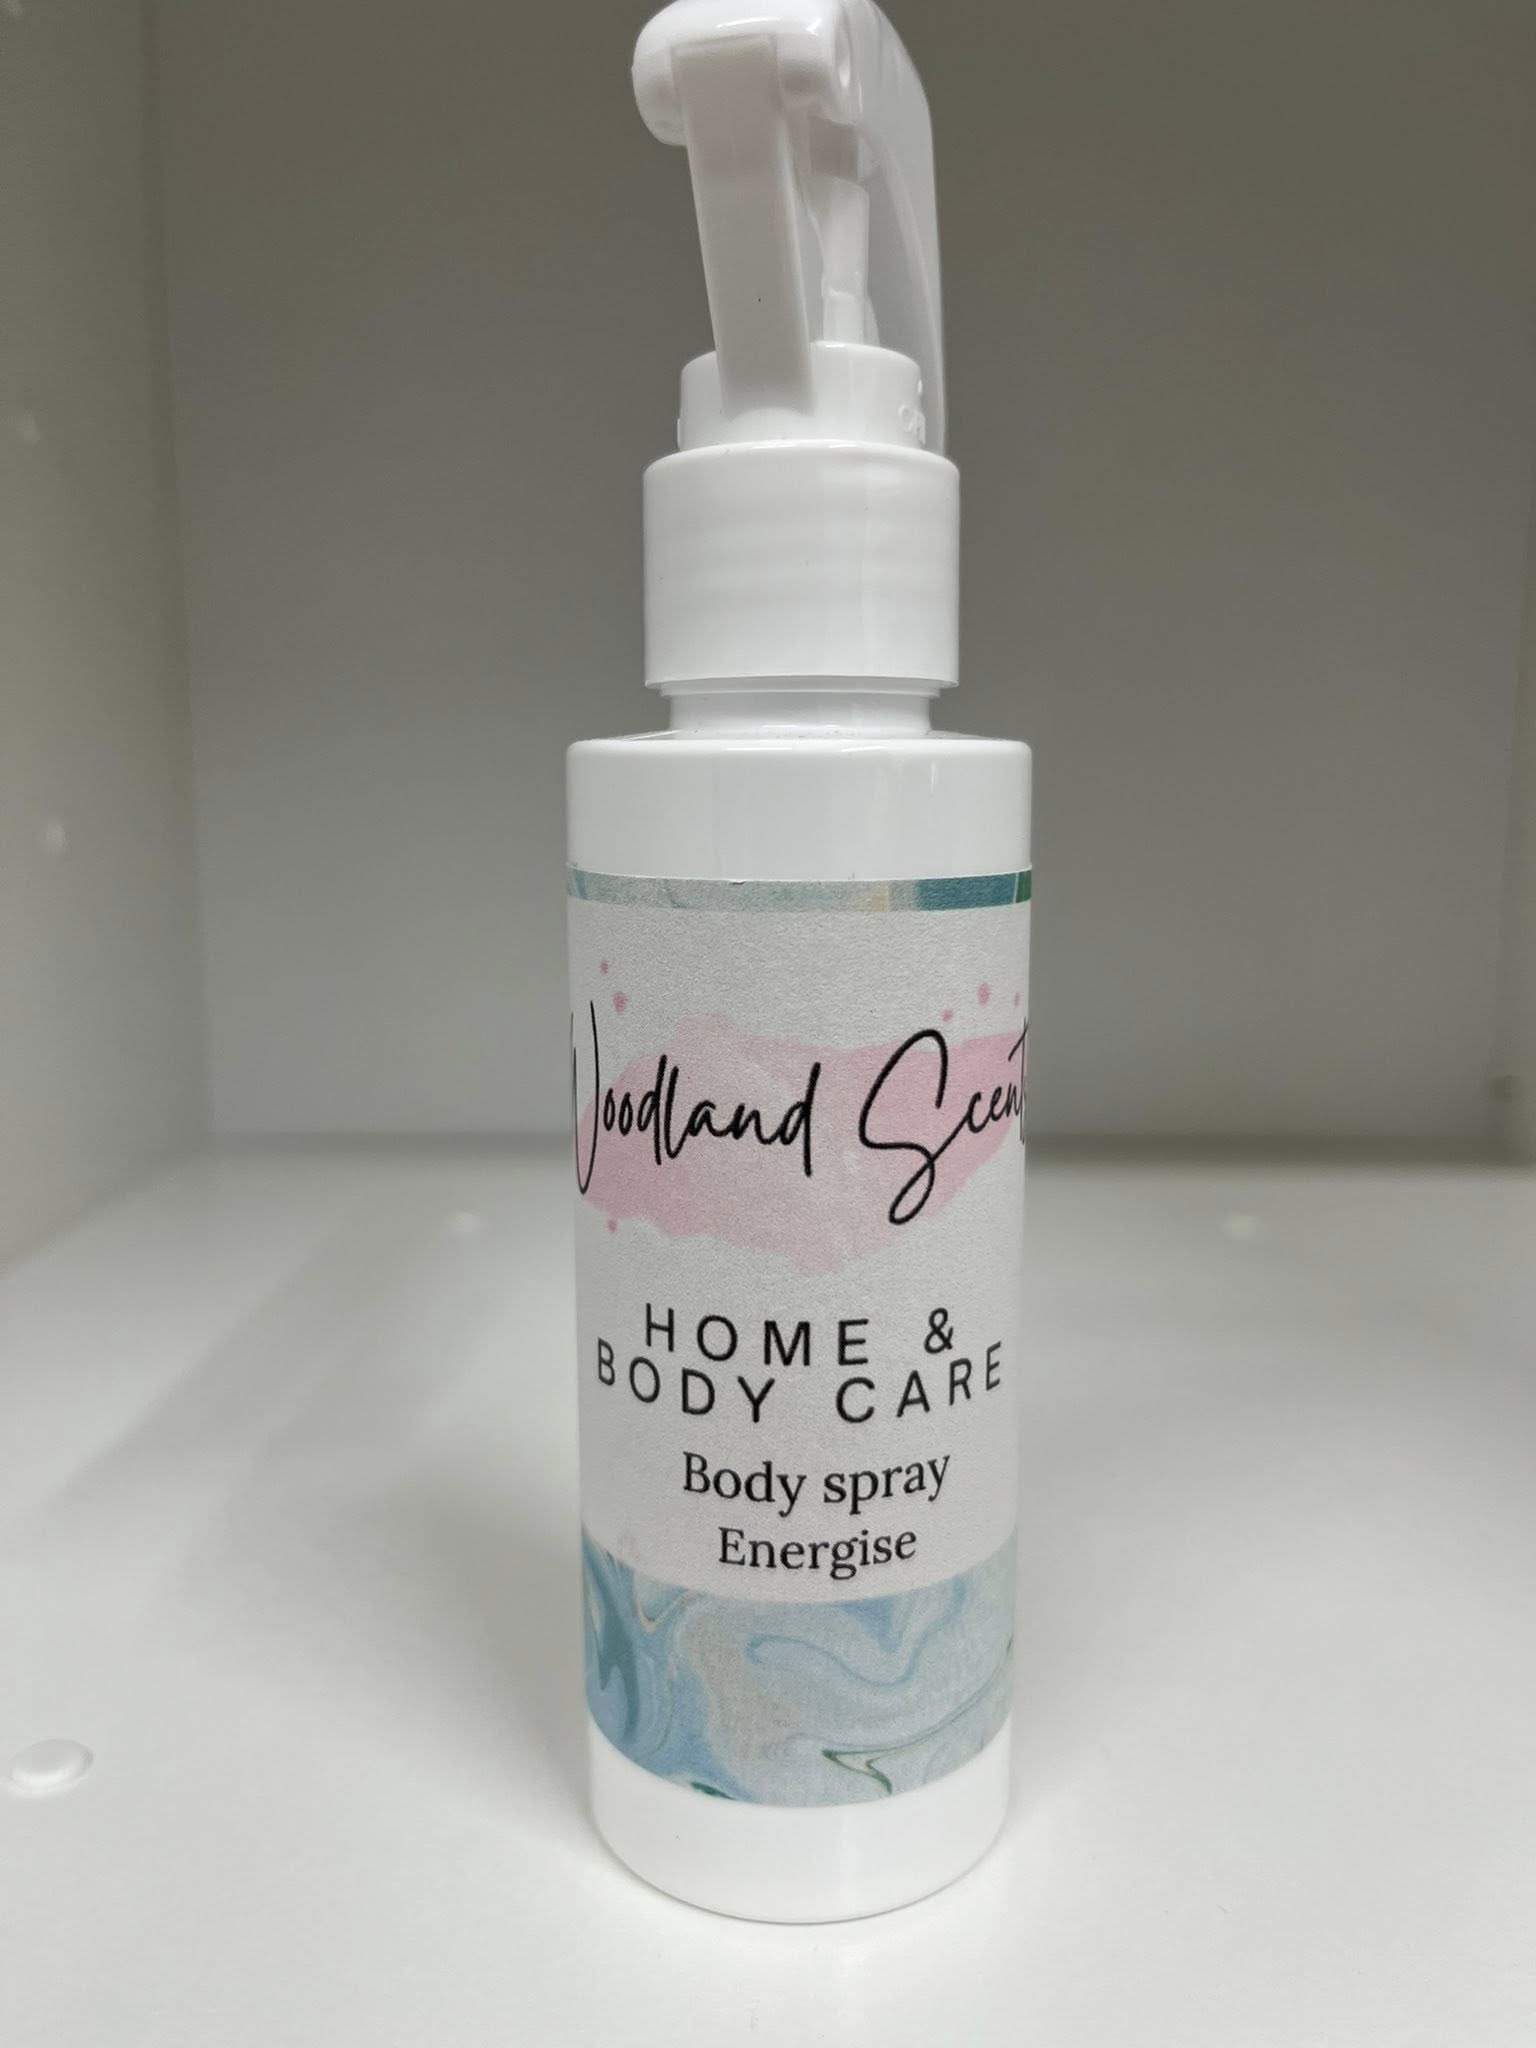 Woodland Scents
HOME &
BODY CARE
Body spray
Energise